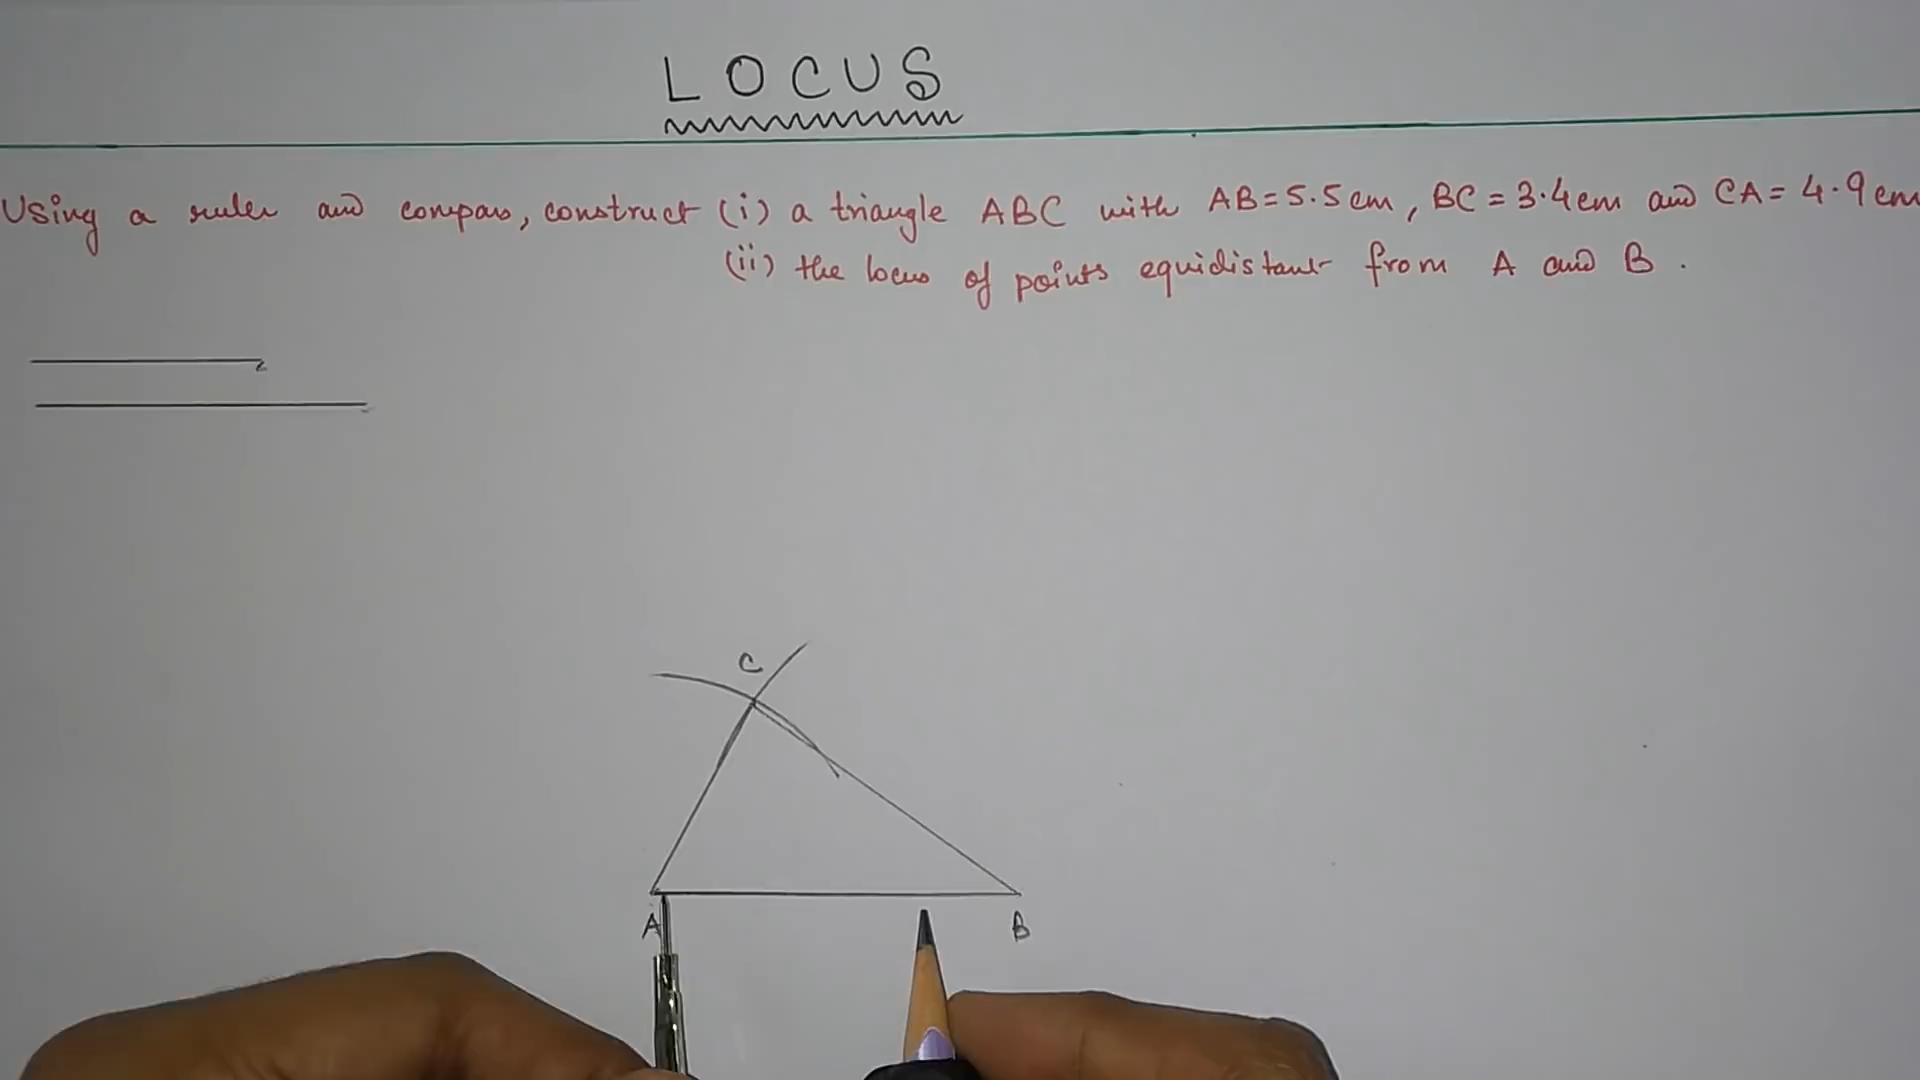 LOCUS
Using a ruler and compass, construct (i) a triangle ABC with AB = 5.5 cm, BC = 3.4 cm and CA = 4.9 cm
(ii) the locus of points equidistant from A and B.
C
A
B